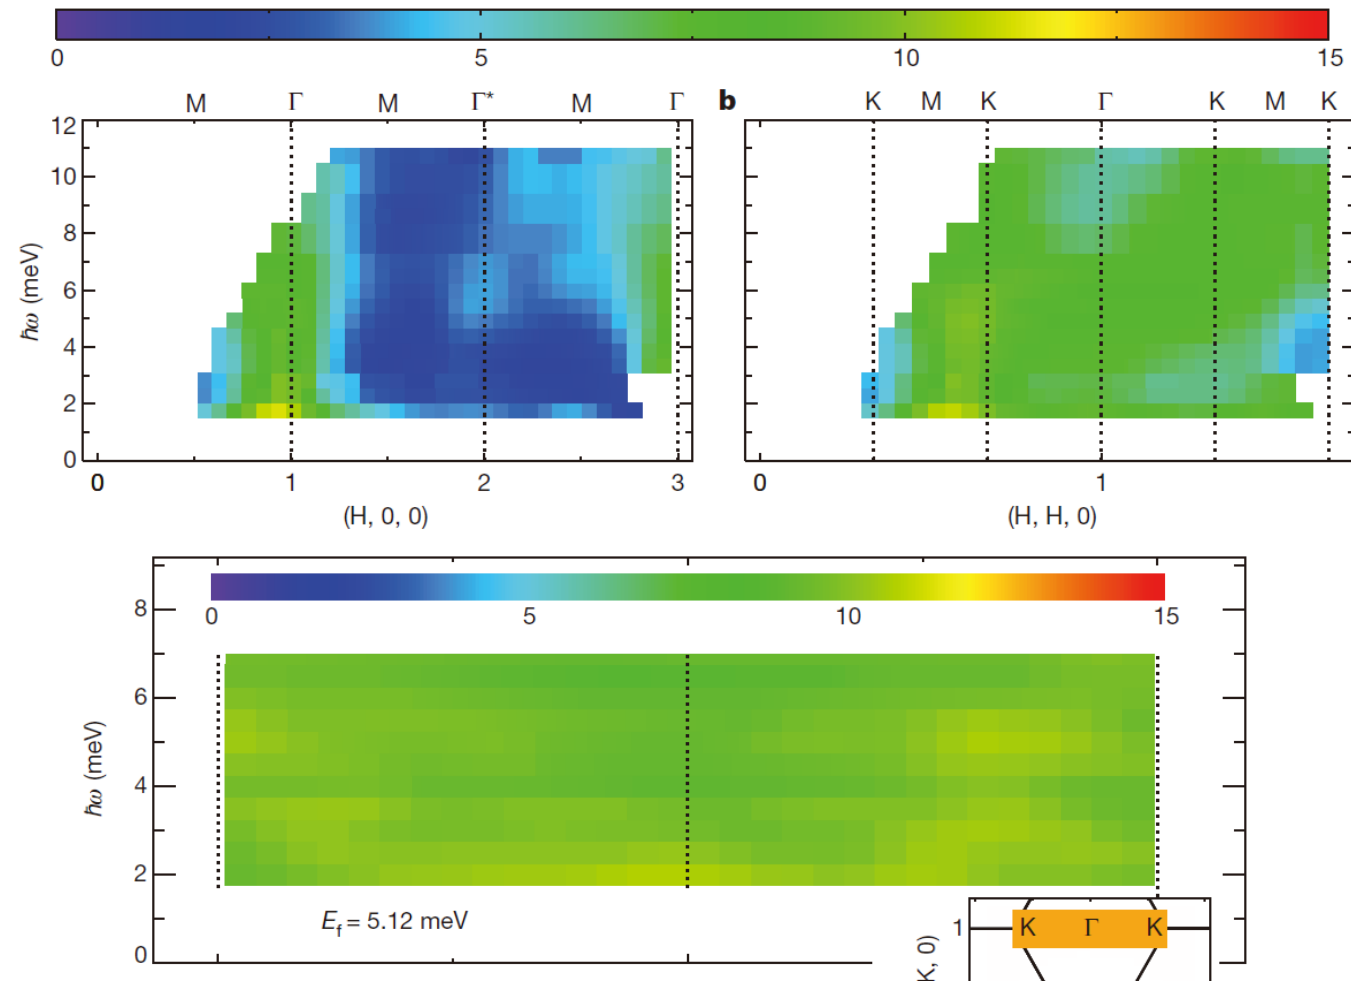 0 5 10 15
M Γ M Γ* M Γ b K M K Γ K M K
12
10
8
6
4
2
0
ħω (meV)
0 1 2 3 0 1
(H, 0, 0) (H, H, 0)
0 5 10 15
8
6
4
2
0
ħω (meV)
E_f = 5.12 meV
1 K Γ K
K, 0)